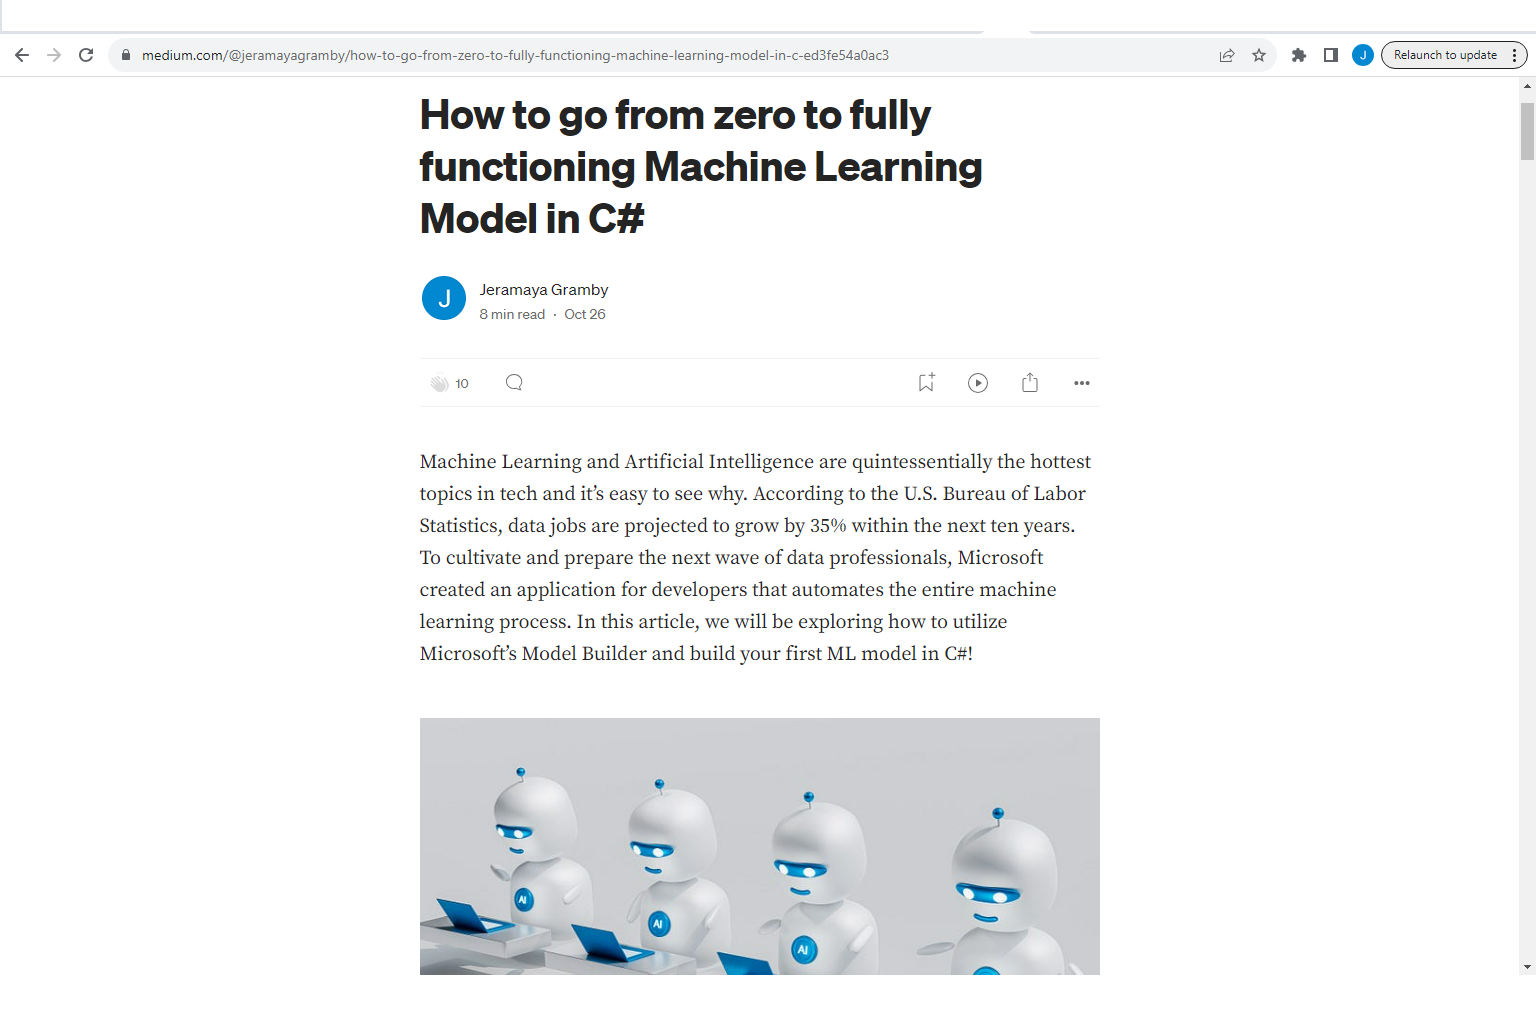 medium.com/@jeramayagramby/how-to-go-from-zero-to-fully-functioning-machine-learning-model-in-c-ed3fe54a0ac3
J
Relaunch to update
How to go from zero to fully
functioning Machine Learning
Model in C#
J
Jeramaya Gramby
8 min read · Oct 26
10
Machine Learning and Artificial Intelligence are quintessentially the hottest
topics in tech and it’s easy to see why. According to the U.S. Bureau of Labor
Statistics, data jobs are projected to grow by 35% within the next ten years.
To cultivate and prepare the next wave of data professionals, Microsoft
created an application for developers that automates the entire machine
learning process. In this article, we will be exploring how to utilize
Microsoft’s Model Builder and build your first ML model in C#!
AI
AI
AI
AI